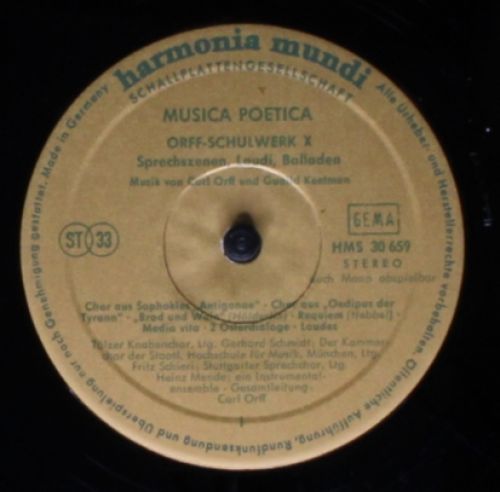 harmonia mundi
SCHALLPLATTENGESELLSCHAFT
MUSICA POETICA
ORFF-SCHULWERK X
Sprechszenen, Laudi, Balladen
Musik von Carl Orff und Gunild Keetman
ST 33
GEMA
HMS 30 659
STEREO
auch Mono abspielbar
Chor aus Sophokles „Antigonae" - Chor aus „Oedipus der
Tyrann" - „Brod und Wein" (Hölderlin) - Requiem (Hebbel)
Media vita - 2 Osterdialoge - Laudes
Tölzer Knabenchor, Ltg. Gerhard Schmidt; Der Kammer-
chor der Staatl. Hochschule für Musik, München, Ltg.
Fritz Schieri; Stuttgarter Sprechchor, Ltg.
Heinz Mende; ein Instrumental-
ensemble - Gesamtleitung:
Carl Orff
Alle Urheber- und Herstellerrechte vorbehalten. Öffentliche Aufführung, Rundfunksendung und Überspielung nur nach Genehmigung gestattet. Made in Germany